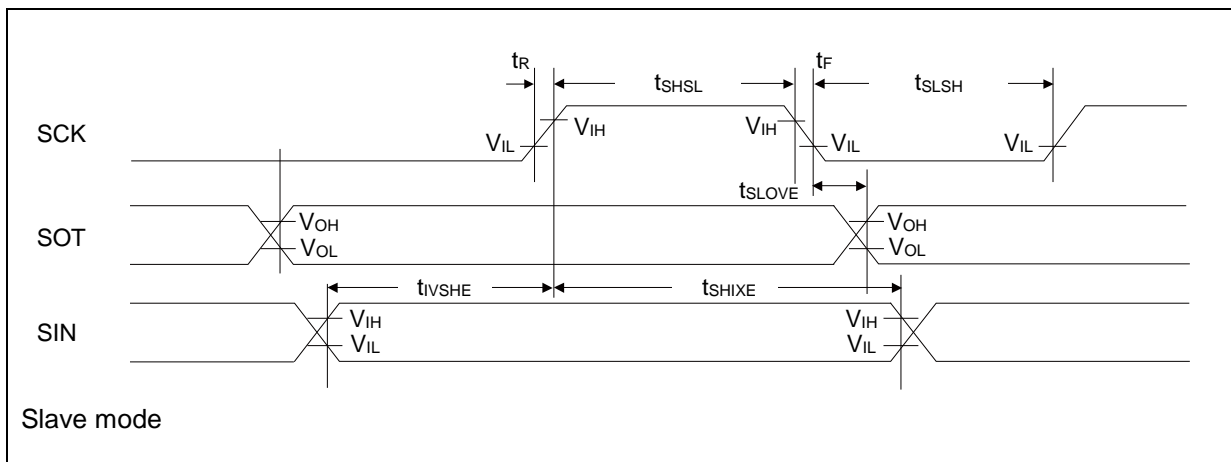 tR tF
tSHSL tSLSH
SCK VIL VIH VIH VIL VIL
tSLOVE
SOT VOH VOL VOH VOL
tIVSHE tSHIXE
SIN VIH VIL VIH VIL
Slave mode